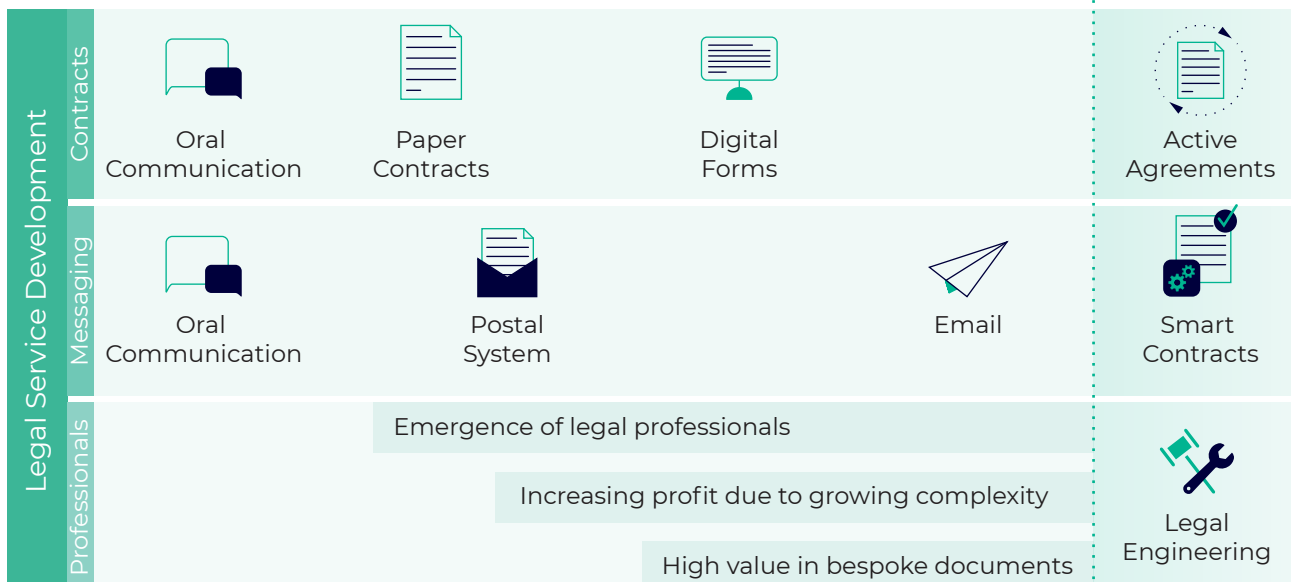 Legal Service Development
Contracts
Oral
Communication
Paper
Contracts
Digital
Forms
Active
Agreements
Messaging
Oral
Communication
Postal
System
Email
Smart
Contracts
Professionals
Emergence of legal professionals
Increasing profit due to growing complexity
High value in bespoke documents
Legal
Engineering